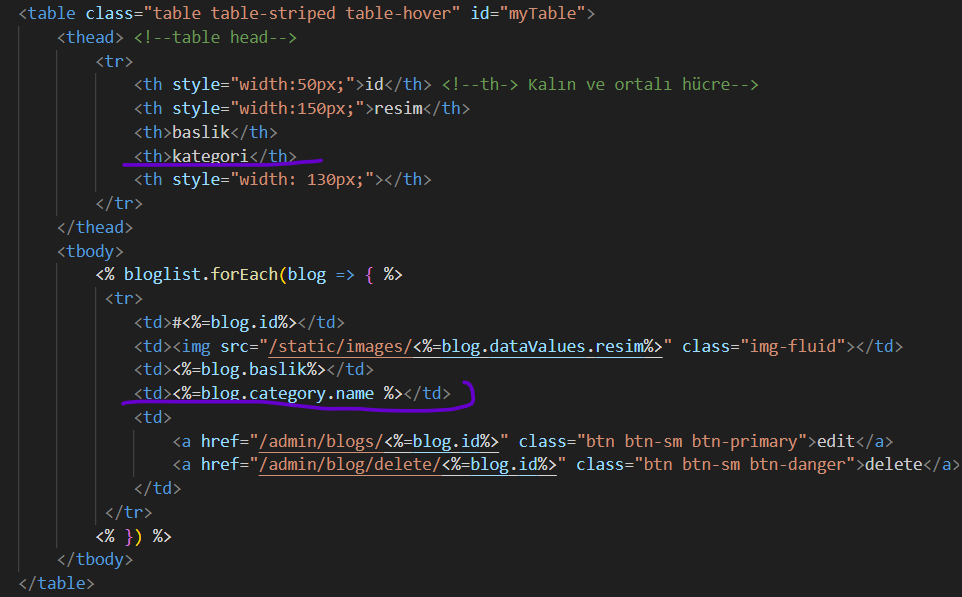 <table class="table table-striped table-hover" id="myTable">
<thead> <!--table head-->
<tr>
<th style="width:50px;">id</th> <!--th-> Kalın ve ortalı hücre-->
<th style="width:150px;">resim</th>
<th>baslik</th>
<th>kategori</th>
<th style="width: 130px;"></th>
</tr>
</thead>
<tbody>
<% bloglist.forEach(blog => { %>
<tr>
<td>#<%=blog.id%></td>
<td><img src="/static/images/<%=blog.dataValues.resim%>" class="img-fluid"></td>
<td><%=blog.baslik%></td>
<td><%=blog.category.name %></td>
<td>
<a href="/admin/blogs/<%=blog.id%>" class="btn btn-sm btn-primary">edit</a>
<a href="/admin/blog/delete/<%=blog.id%>" class="btn btn-sm btn-danger">delete</a>
</td>
</tr>
<% }) %>
</tbody>
</table>